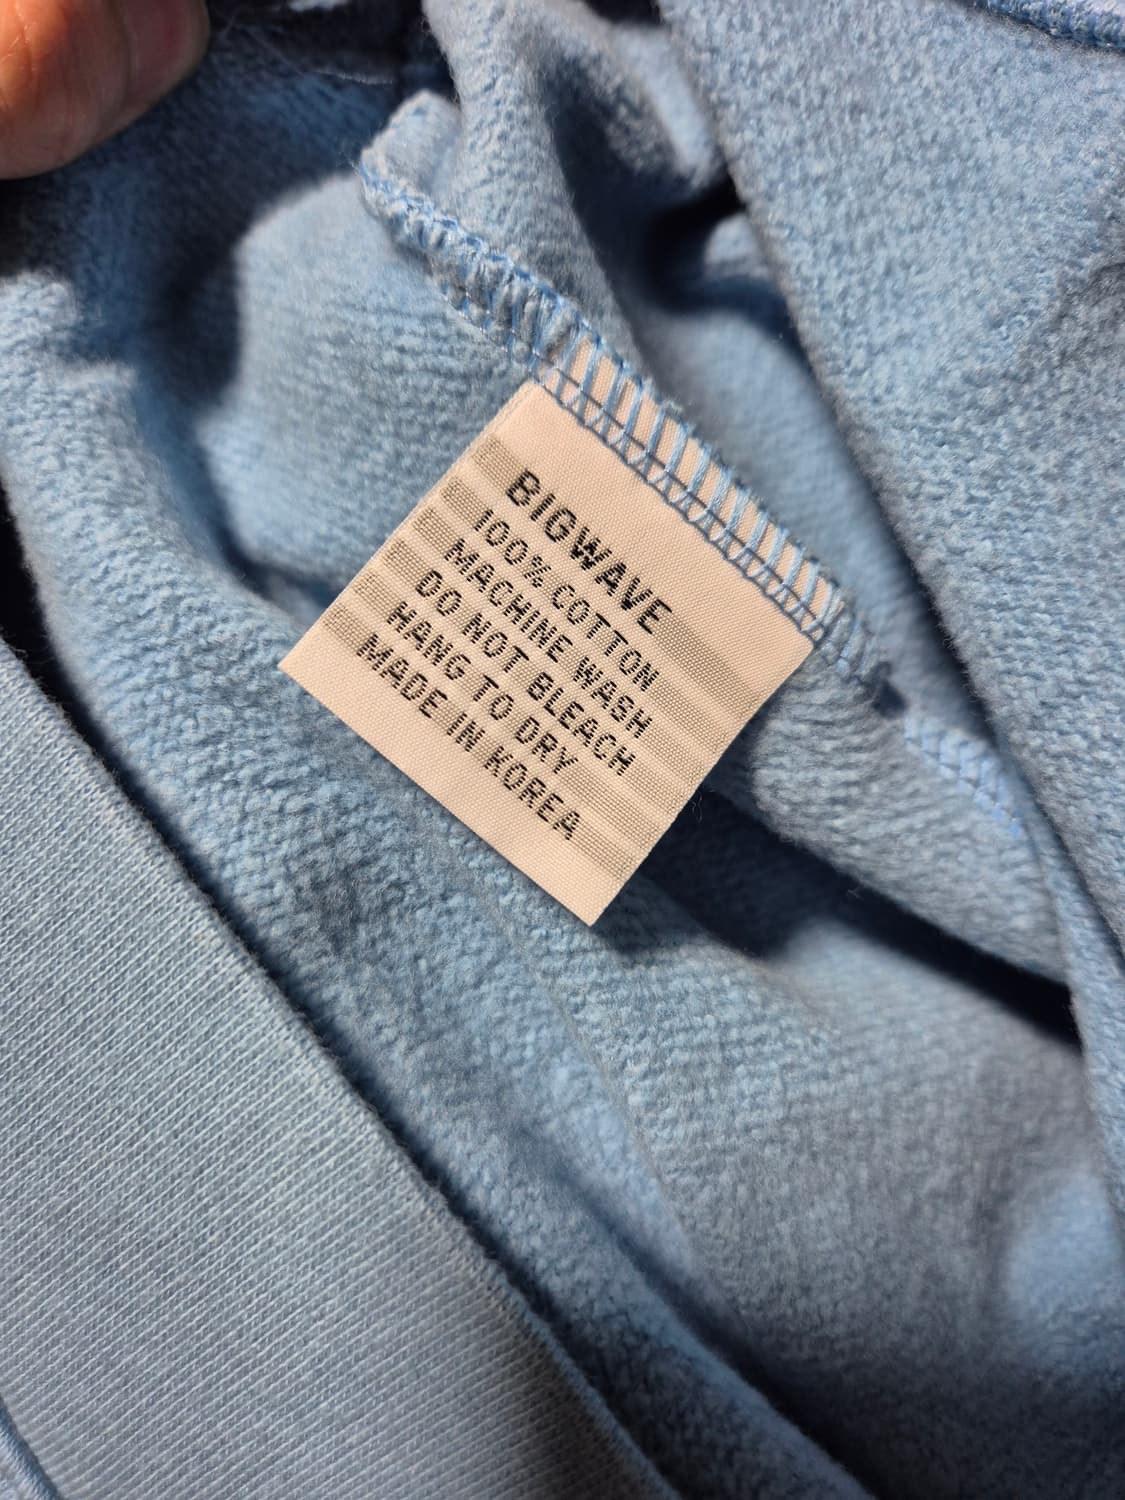 BIGWAVE
100% COTTON
MACHINE WASH
DO NOT BLEACH
HANG TO DRY
MADE IN KOREA